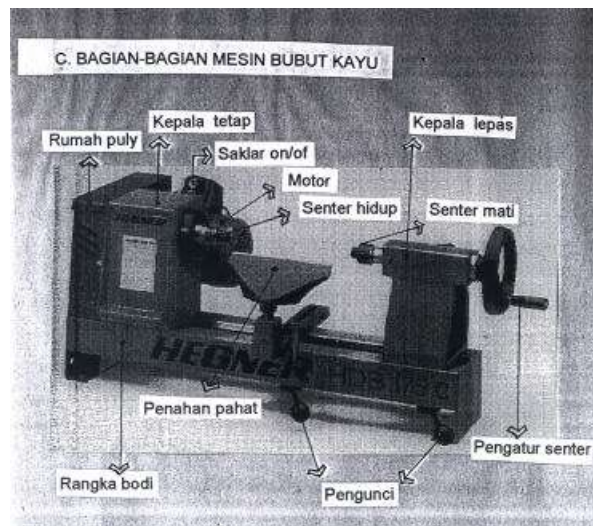 C. BAGIAN-BAGIAN MESIN BUBUT KAYU
Kepala tetap
Kepala lepas
Rumah puly
Saklar on/of
Motor
Senter hidup
Senter mati
HEGNER
HEGNER
Penahan pahat
Pengatur senter
Rangka bodi
Pengunci